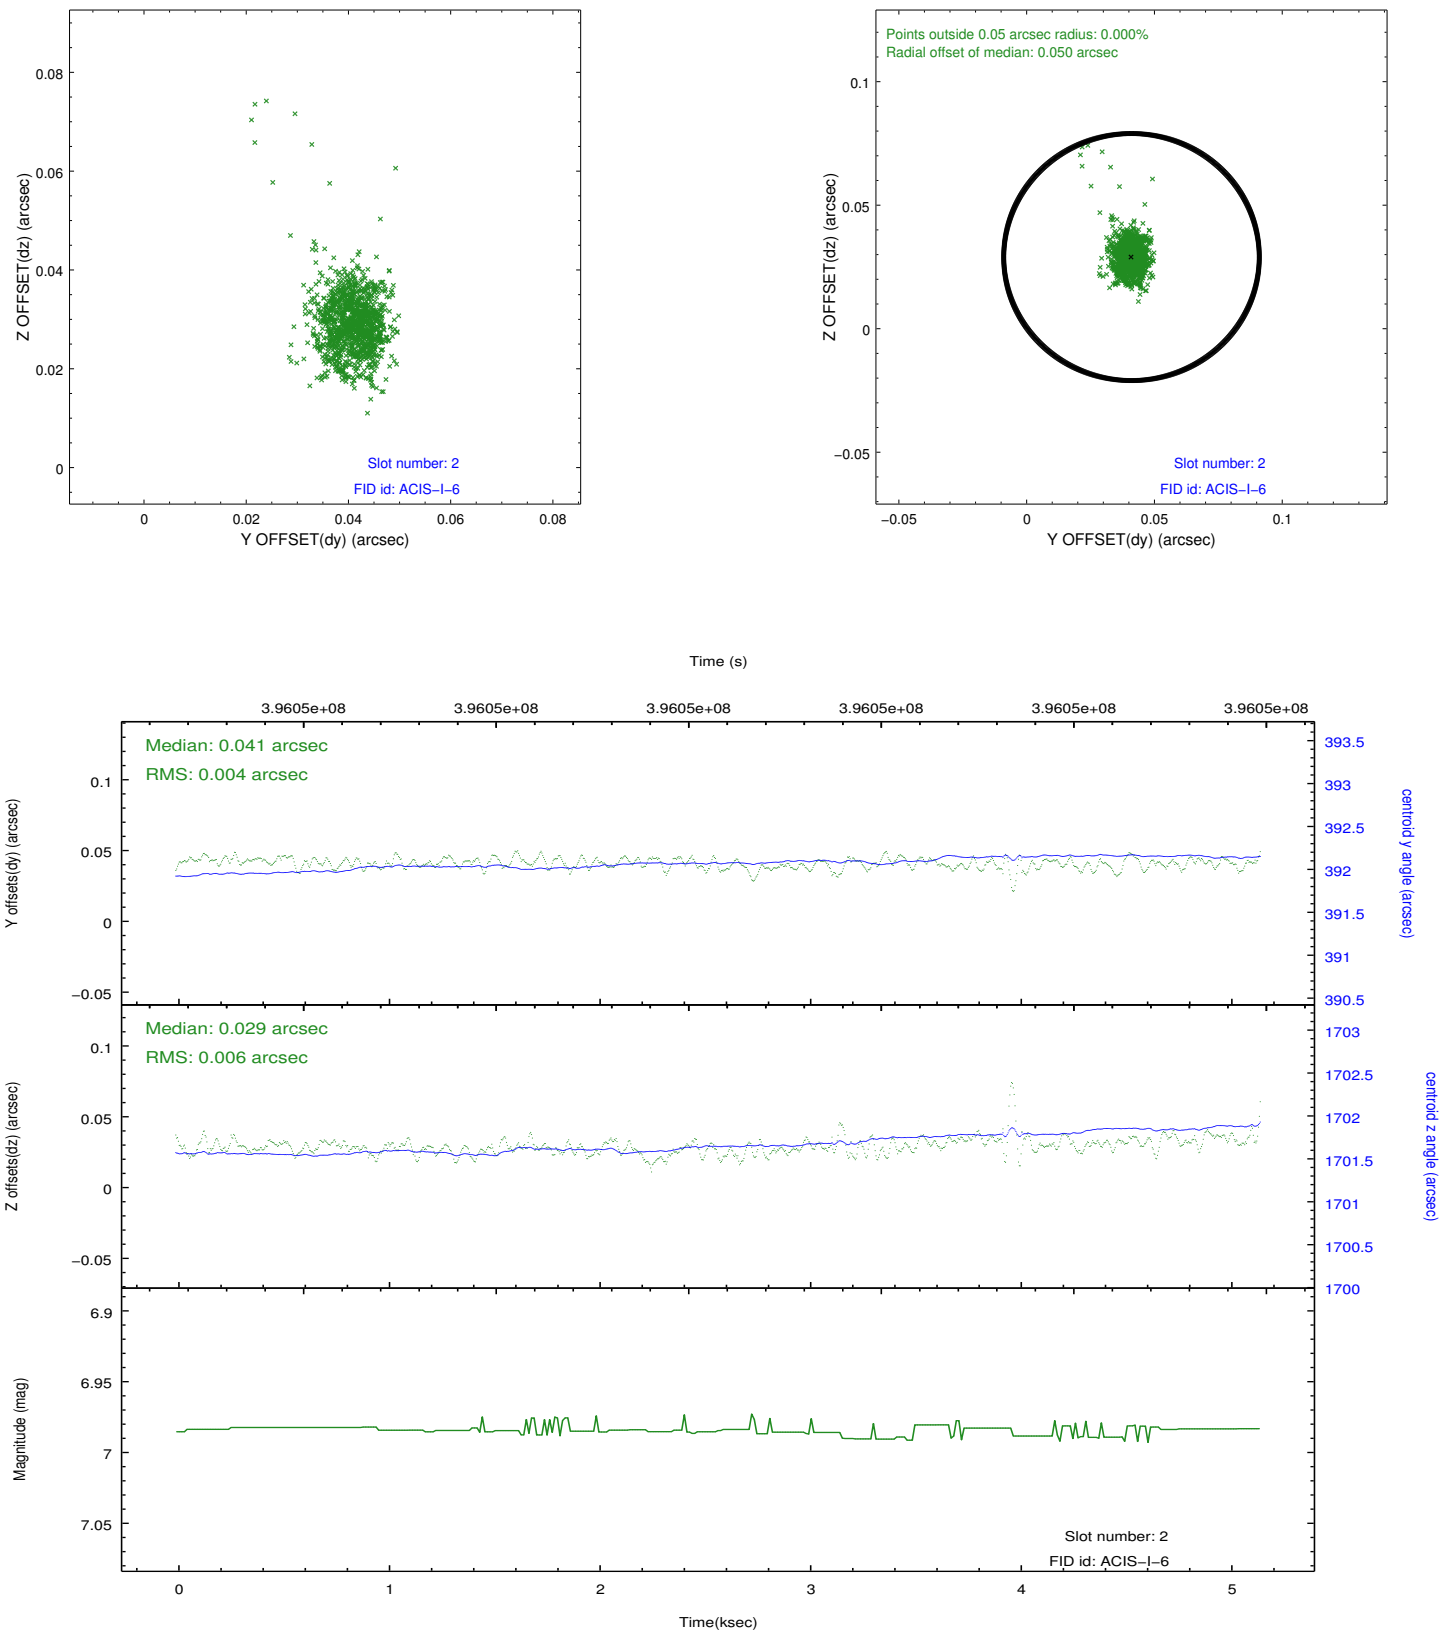 0.08
0.06
0.04
0.02
0
Z OFFSET(dz) (arcsec)
Slot number: 2
FID id: ACIS−I−6
0
0.02
0.04
0.06
0.08
Y OFFSET(dy) (arcsec)
Points outside 0.05 arcsec radius: 0.000%
Radial offset of median: 0.050 arcsec
0.1
0.05
0
−0.05
Z OFFSET(dz) (arcsec)
Slot number: 2
FID id: ACIS−I−6
−0.05
0
0.05
0.1
Y OFFSET(dy) (arcsec)
Time (s)
3.9605e+08
3.9605e+08
3.9605e+08
3.9605e+08
3.9605e+08
3.9605e+08
Median: 0.041 arcsec
RMS: 0.004 arcsec
0.1
0.05
0
−0.05
Y offsets(dy) (arcsec)
393.5
393
392.5
392
391.5
391
390.5
centroid y angle (arcsec)
Median: 0.029 arcsec
RMS: 0.006 arcsec
0.1
0.05
0
−0.05
Z offsets(dz) (arcsec)
1703
1702.5
1702
1701.5
1701
1700.5
1700
centroid z angle (arcsec)
6.9
6.95
7
7.05
Magnitude (mag)
Slot number: 2
FID id: ACIS−I−6
0
1
2
3
4
5
Time(ksec)